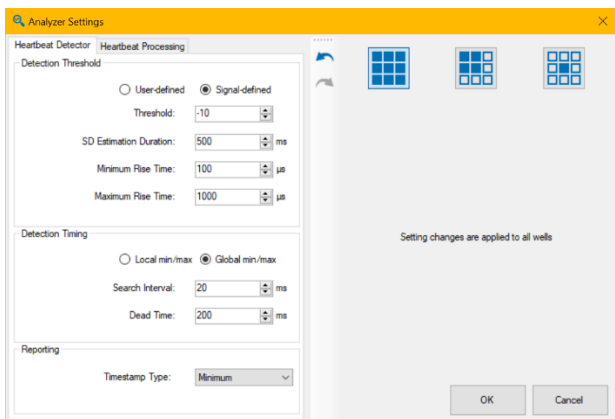 Analyzer Settings
Heartbeat Detector Heartbeat Processing
Detection Threshold
User-defined Signal-defined
Threshold: -10
SD Estimation Duration: 500 ms
Minimum Rise Time: 100 µs
Maximum Rise Time: 1000 µs
Detection Timing
Local min/max Global min/max
Search Interval: 20 ms
Dead Time: 200 ms
Reporting
Timestamp Type: Minimum
Setting changes are applied to all wells
OK Cancel